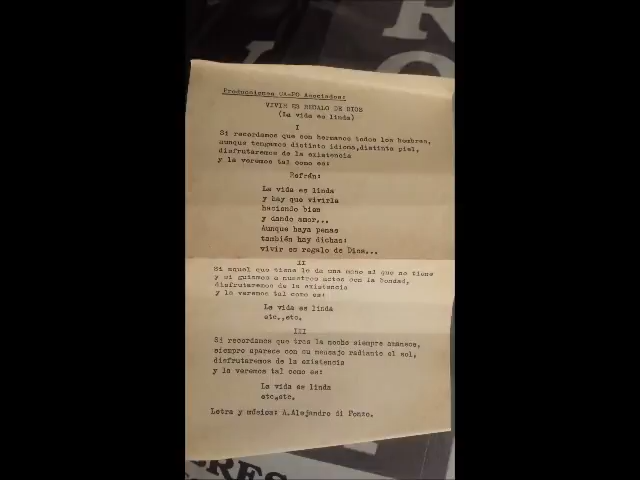 Producciones CA-PO Asociados:
VIVIR ES REGALO DE DIOS
(La vida es linda)
I
Si recordamos que son hermanos todos los hombres,
aunque tengamos distinto idioma,distinta piel,
disfrutaremos de la existencia
y la veremos tal como es:
Refrán:
La vida es linda
y hay que vivirla
haciendo bien
y dando amor...
Aunque haya penas
también hay dichas:
vivir es regalo de Dios...
II
Si aquel que tiene le da una mano al que no tiene
y si guiamos a nuestros actos con la bondad,
disfrutaremos de la existencia
y la veremos tal como es:
La vida es linda
etc.,etc.
III
Si recordamos que tras la noche siempre amanece,
siempre aparece con su mensaje radiante el sol,
disfrutaremos de la existencia
y la veremos tal como es:
La vida es linda
etc,etc.
Letra y música: A.Alejandro di Ponzo.